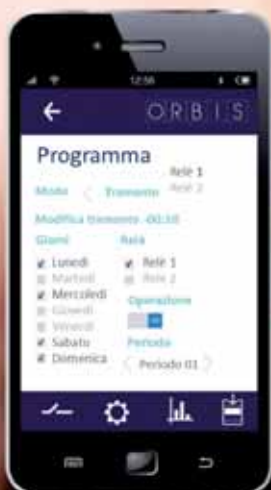 12:56
ORBIS
Programma
Relè 1
Modo < Tramonto Relè 2
Modifica tramonto -00:30
Giorni Relè
Lunedì Relè 1
Martedì Relè 2
Mercoledì
Giovedì Operazione
Venerdì
Sabato Periodo
Domenica < Periodo 01 >